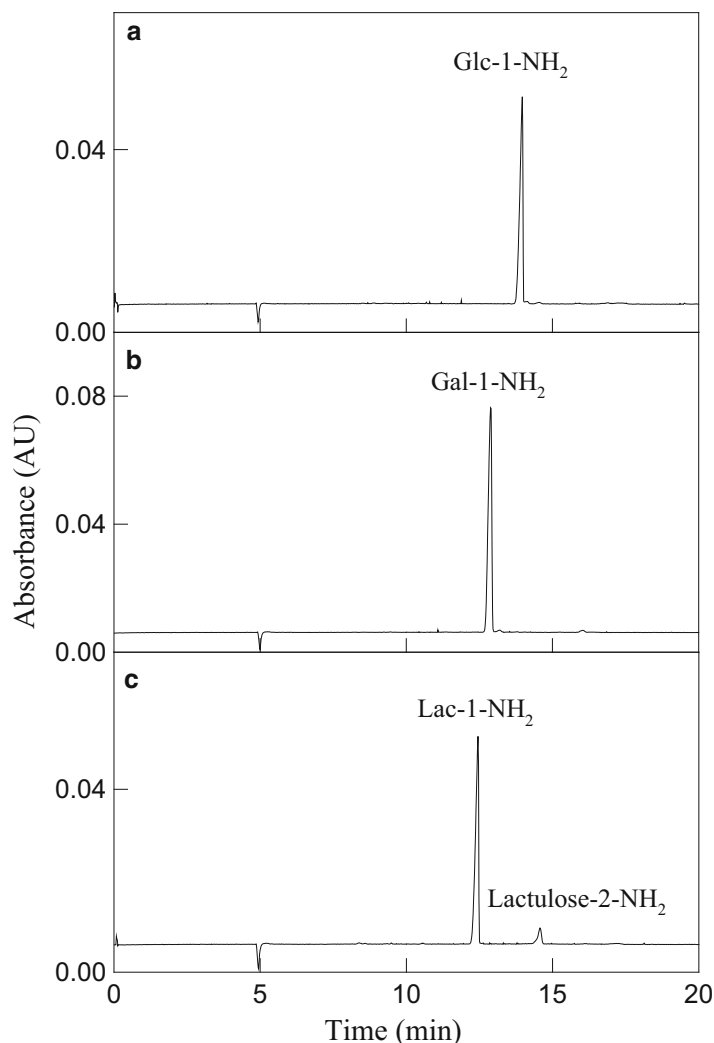 a
Glc-1-NH₂
0.04
0.00
b
Gal-1-NH₂
0.08
0.04
0.00
Absorbance (AU)
c
Lac-1-NH₂
0.04
Lactulose-2-NH₂
0.00
0 5 10 15 20
Time (min)